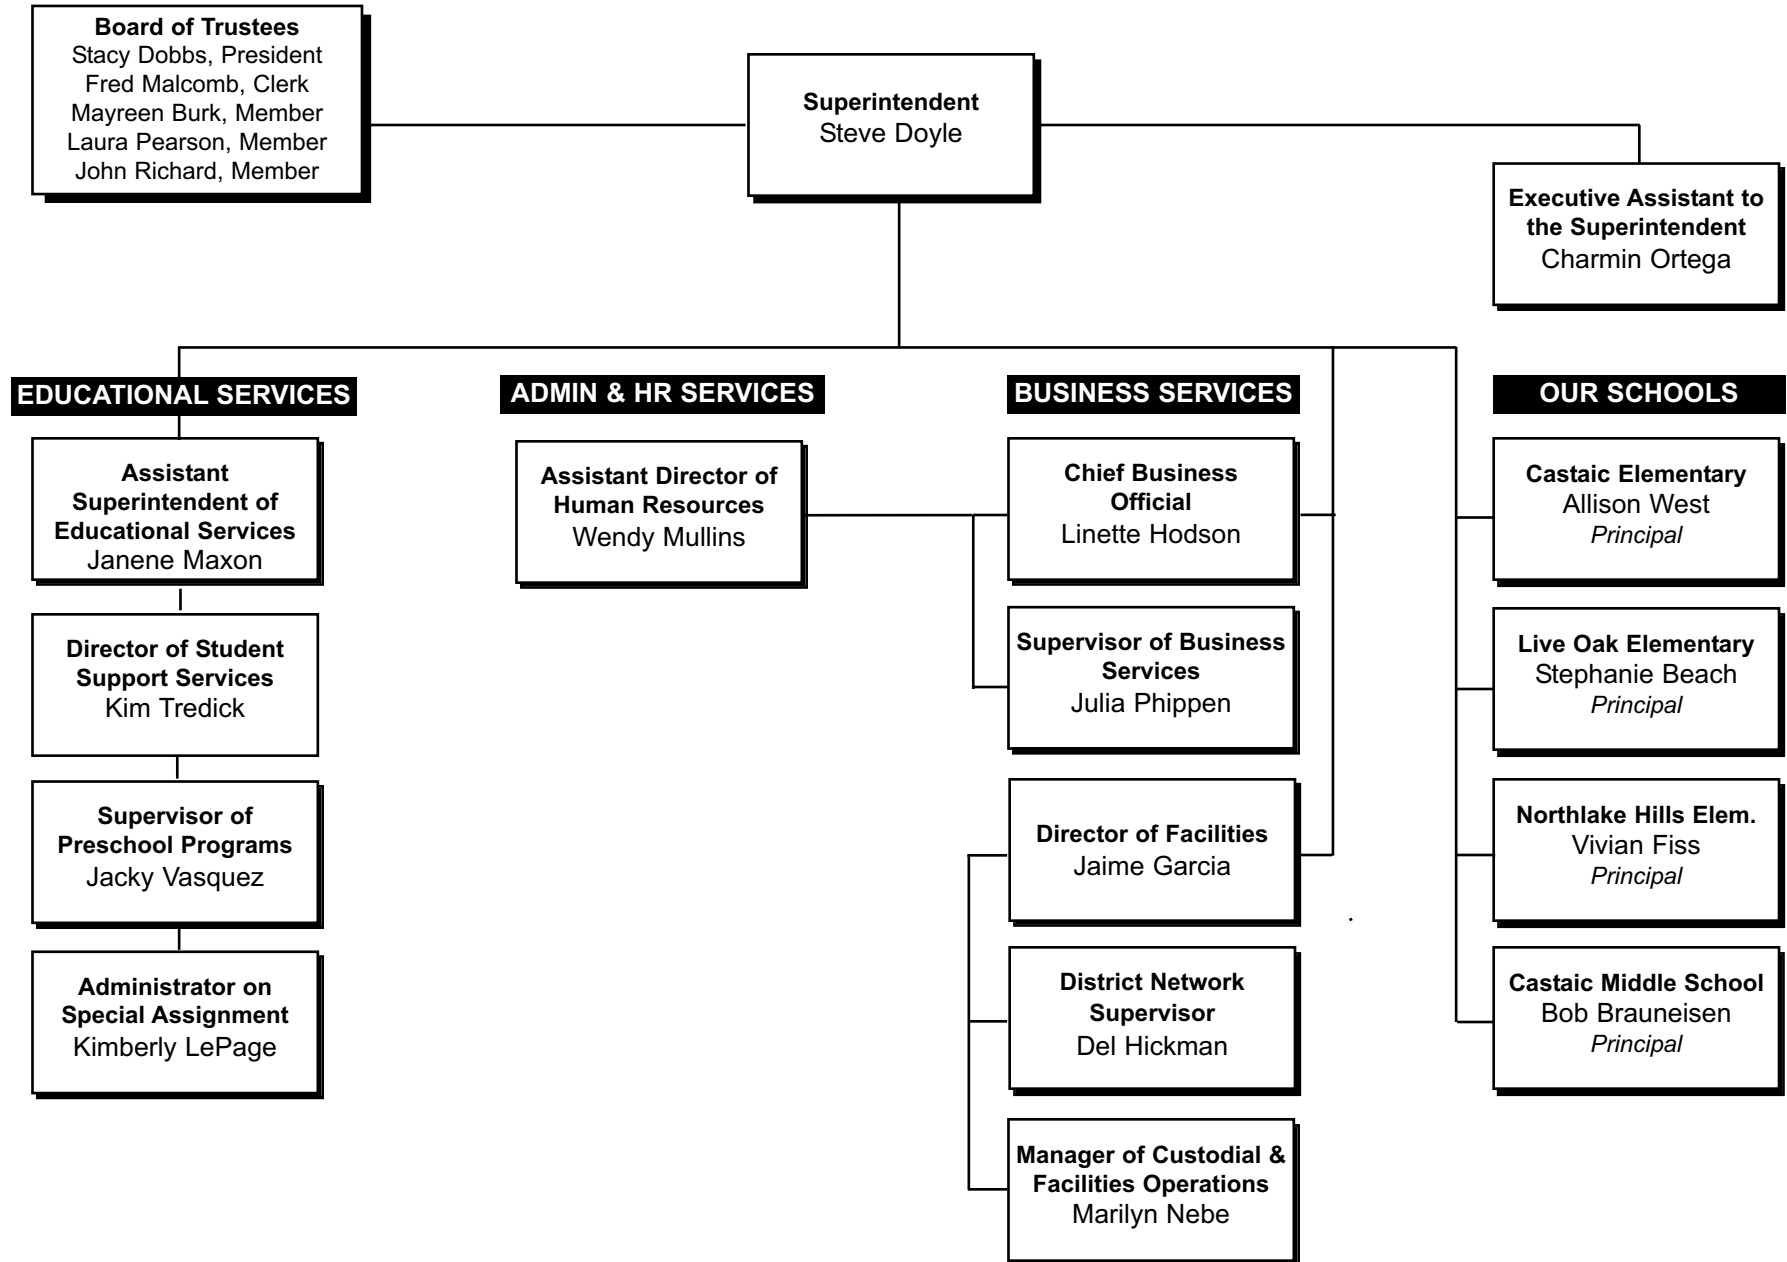 Board of Trustees
Stacy Dobbs, President
Fred Malcomb, Clerk
Mayreen Burk, Member
Laura Pearson, Member
John Richard, Member
Superintendent
Steve Doyle
Executive Assistant to
the Superintendent
Charmin Ortega
EDUCATIONAL SERVICES
Assistant
Superintendent of
Educational Services
Janene Maxon
Director of Student
Support Services
Kim Tredick
Supervisor of
Preschool Programs
Jacky Vasquez
Administrator on
Special Assignment
Kimberly LePage
ADMIN & HR SERVICES
Assistant Director of
Human Resources
Wendy Mullins
BUSINESS SERVICES
Chief Business
Official
Linette Hodson
Supervisor of Business
Services
Julia Phippen
Director of Facilities
Jaime Garcia
District Network
Supervisor
Del Hickman
Manager of Custodial &
Facilities Operations
Marilyn Nebe
OUR SCHOOLS
Castaic Elementary
Allison West
Principal
Live Oak Elementary
Stephanie Beach
Principal
Northlake Hills Elem.
Vivian Fiss
Principal
Castaic Middle School
Bob Brauneisen
Principal